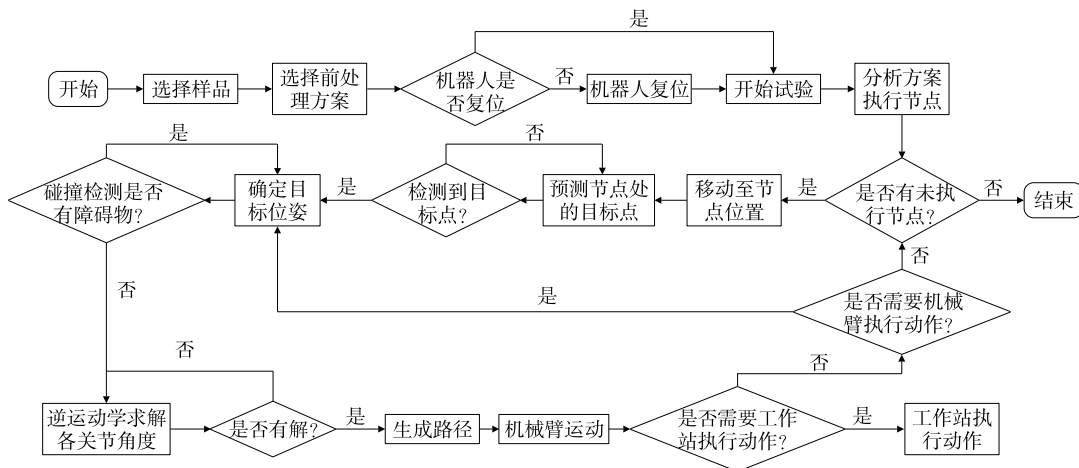 是
开始
选择样品
选择前处
理方案
机器人是
否复位
否
机器人复位
开始试验
分析方案
执行节点
是
碰撞检测是否
有障碍物?
确定目
标位姿
是
否
检测到目
标点?
预测节点处
的目标点
移动至节
点位置
是
是否有未执
行节点?
否
结束
否
否
是
是否需要机械
臂执行动作?
否
否
逆运动学求解
各关节角度
是否有解?
是
生成路径
机械臂运动
是否需要工作
站执行动作?
是
工作站执
行动作